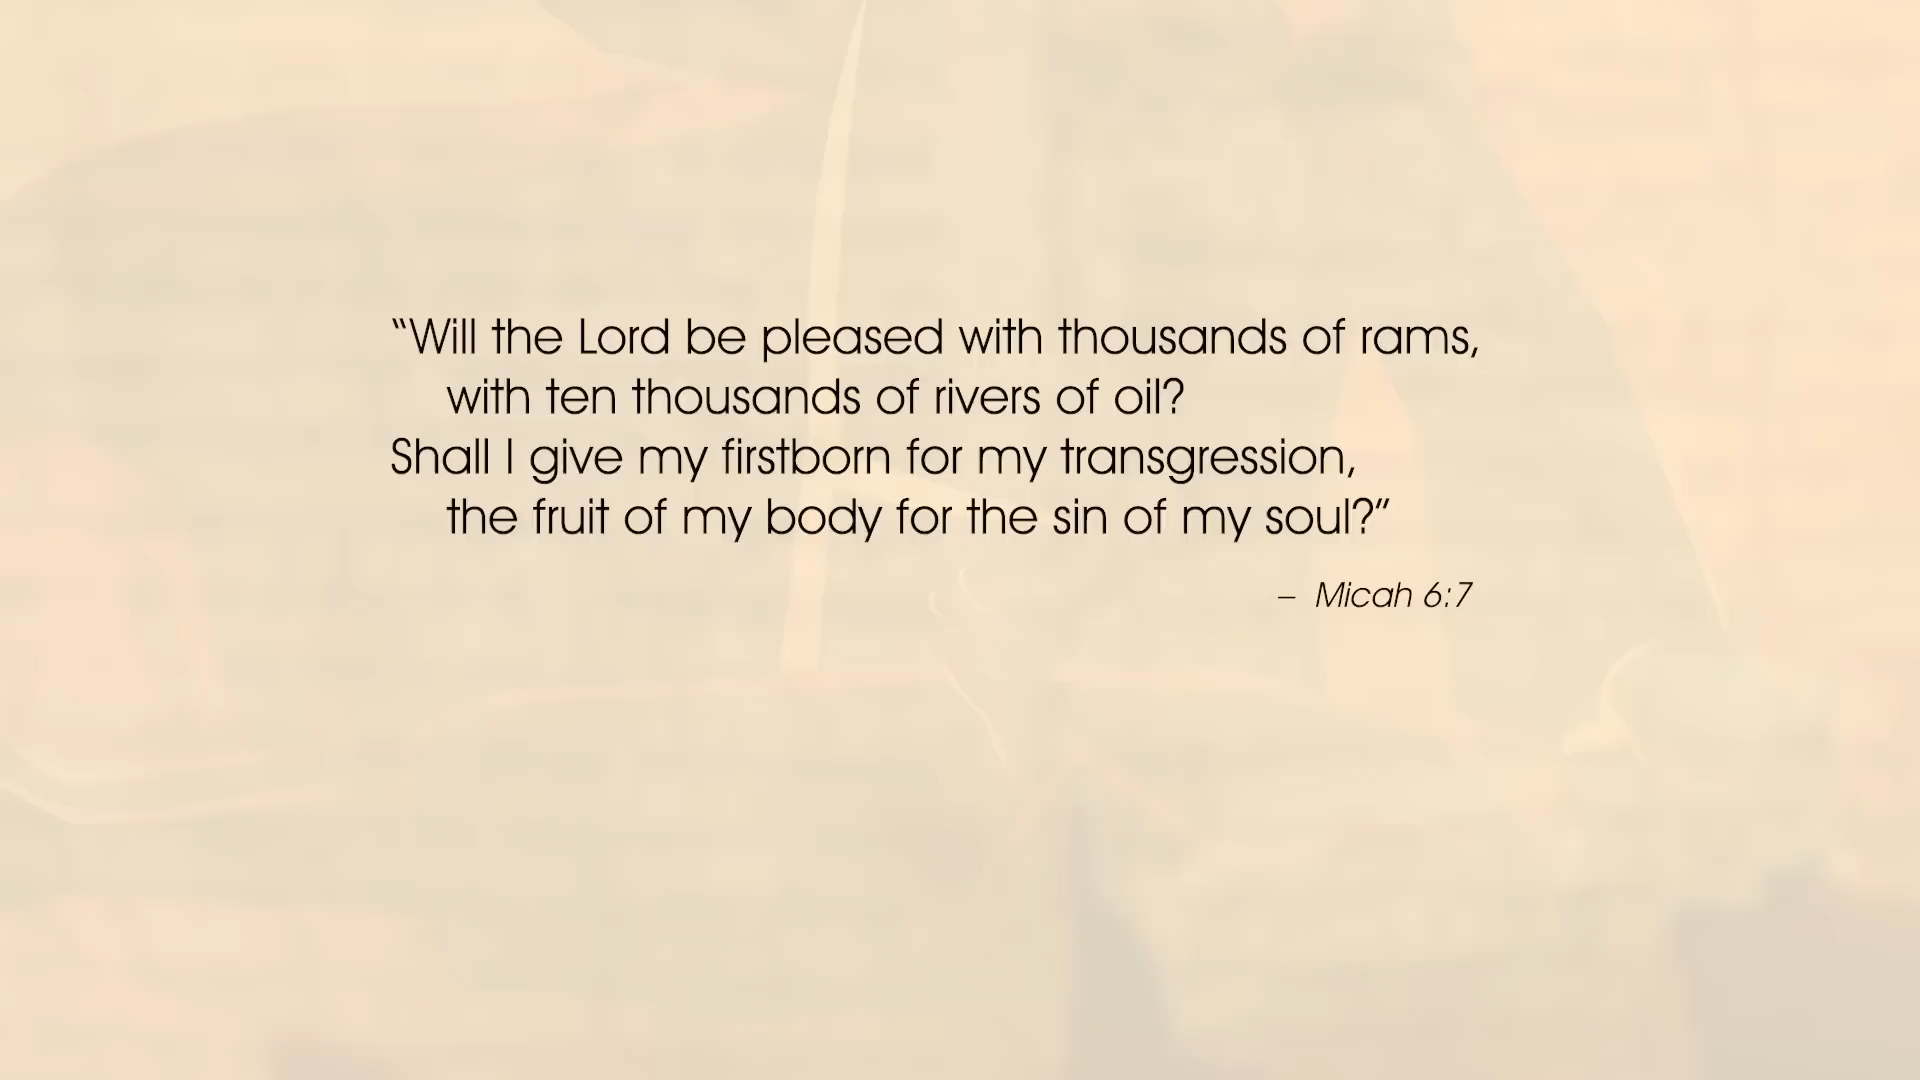 “Will the Lord be pleased with thousands of rams,
with ten thousands of rivers of oil?
Shall I give my firstborn for my transgression,
the fruit of my body for the sin of my soul?”
– Micah 6:7